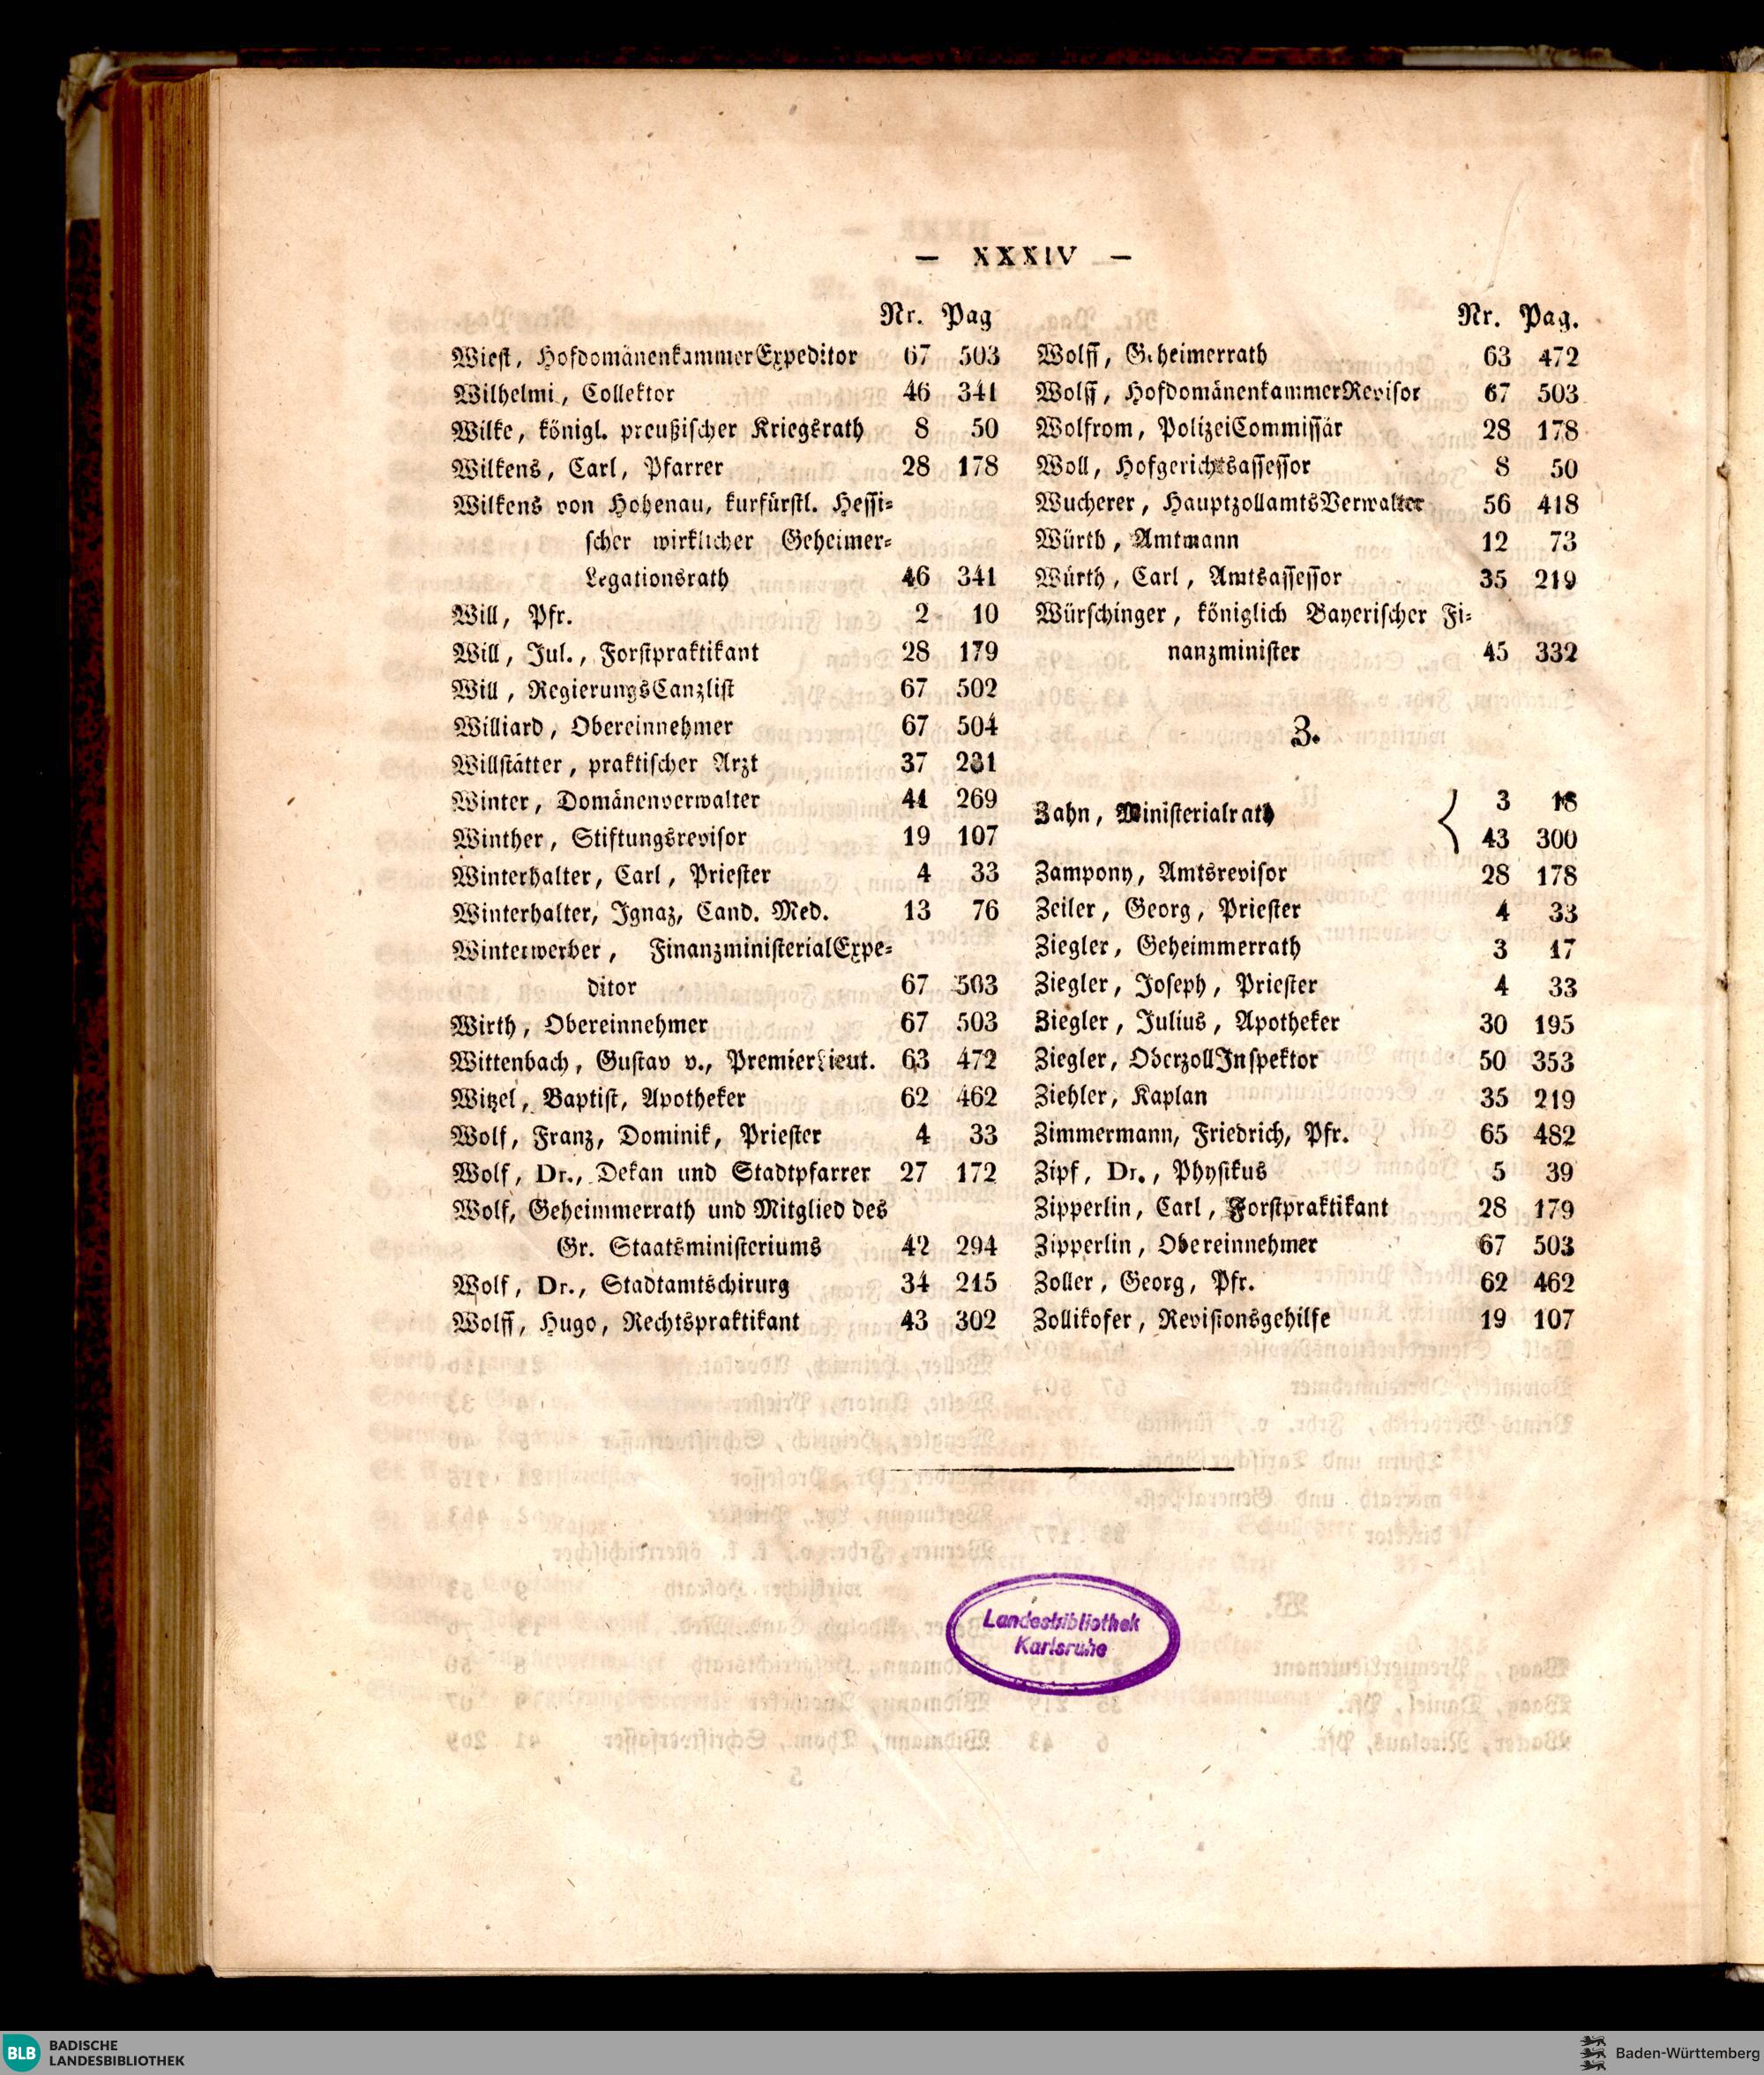 — XXXIV —
Nr. Pag
Wiest, HofdomänenkammerExpeditor 67 503
Wilhelmi, Collektor 46 341
Wilke, königl. preußischer Kriegsrath 8 50
Wilkens, Carl, Pfarrer 28 178
Wilkens von Hohenau, kurfürstl. Hessi-
scher wirklicher Geheimer-
Legationsrath 46 341
Will, Pfr. 2 10
Will, Jul., Forstpraktikant 28 179
Will, RegierungsCanzlist 67 502
Williard, Obereinnehmer 67 504
Willstätter, praktischer Arzt 37 231
Winter, Domänenverwalter 41 269
Winther, Stiftungsrevisor 19 107
Winterhalter, Carl, Priester 4 33
Winterhalter, Ignaz, Cand. Med. 13 76
Winterwerber, FinanzministerialExpe-
ditor 67 503
Wirth, Obereinnehmer 67 503
Wittenbach, Gustav v., PremierLieut. 63 472
Witzel, Baptist, Apotheker 62 462
Wolf, Franz, Dominik, Priester 4 33
Wolf, Dr., Dekan und Stadtpfarrer 27 172
Wolf, Geheimmerrath und Mitglied des
Gr. Staatsministeriums 42 294
Wolf, Dr., Stadtamtschirurg 34 215
Wolff, Hugo, Rechtspraktikant 43 302
Nr. Pag.
Wolff, Geheimerrath 63 472
Wolff, HofdomänenkammerRevisor 67 503
Wolfrom, PolizeiCommissär 28 178
Woll, Hofgerichtsassessor 8 50
Wucherer, HauptzollamtsVerwalter 56 418
Würth, Amtmann 12 73
Würth, Carl, Amtsassessor 35 219
Würschinger, königlich Bayerischer Fi-
nanzminister 45 332
Z.
Zahn, Ministerialrath { 3 18
43 300
Zampony, Amtsrevisor 28 178
Zeiler, Georg, Priester 4 33
Ziegler, Geheimmerrath 3 17
Ziegler, Joseph, Priester 4 33
Ziegler, Julius, Apotheker 30 195
Ziegler, OberzollInspektor 50 353
Ziehler, Kaplan 35 219
Zimmermann, Friedrich, Pfr. 65 482
Zipf, Dr., Physikus 5 39
Zipperlin, Carl, Forstpraktikant 28 179
Zipperlin, Obereinnehmer 67 503
Zoller, Georg, Pfr. 62 462
Zollikofer, Revisionsgehilfe 19 107
Landesbibliothek
Karlsruhe
BLB BADISCHE
LANDESBIBLIOTHEK
Baden-Württemberg